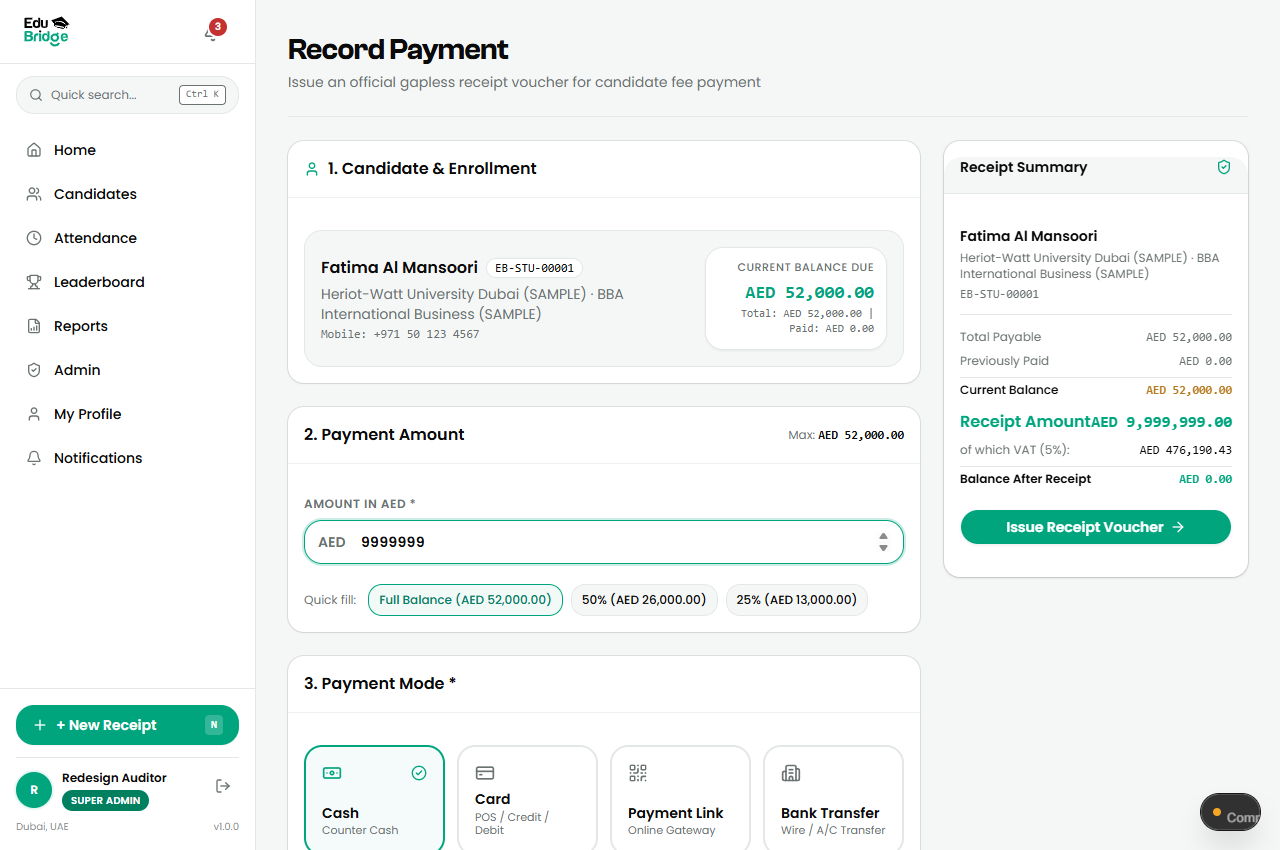 Edu
Bridge
3
Quick search...
Ctrl K
Home
Candidates
Attendance
Leaderboard
Reports
Admin
My Profile
Notifications
+ New Receipt
N
R
Redesign Auditor
SUPER ADMIN
Dubai, UAE
v1.0.0
Record Payment
Issue an official gapless receipt voucher for candidate fee payment
1. Candidate & Enrollment
Fatima Al Mansoori
EB-STU-00001
Heriot-Watt University Dubai (SAMPLE) · BBA
International Business (SAMPLE)
Mobile: +971 50 123 4567
CURRENT BALANCE DUE
AED 52,000.00
Total: AED 52,000.00 |
Paid: AED 0.00
2. Payment Amount
Max: AED 52,000.00
AMOUNT IN AED *
AED 9999999
Quick fill:
Full Balance (AED 52,000.00)
50% (AED 26,000.00)
25% (AED 13,000.00)
3. Payment Mode *
Cash
Counter Cash
Card
POS / Credit /
Debit
Payment Link
Online Gateway
Bank Transfer
Wire / A/C Transfer
Receipt Summary
Fatima Al Mansoori
Heriot-Watt University Dubai (SAMPLE) · BBA
International Business (SAMPLE)
EB-STU-00001
Total Payable AED 52,000.00
Previously Paid AED 0.00
Current Balance AED 52,000.00
Receipt Amount AED 9,999,999.00
of which VAT (5%): AED 476,190.43
Balance After Receipt AED 0.00
Issue Receipt Voucher →